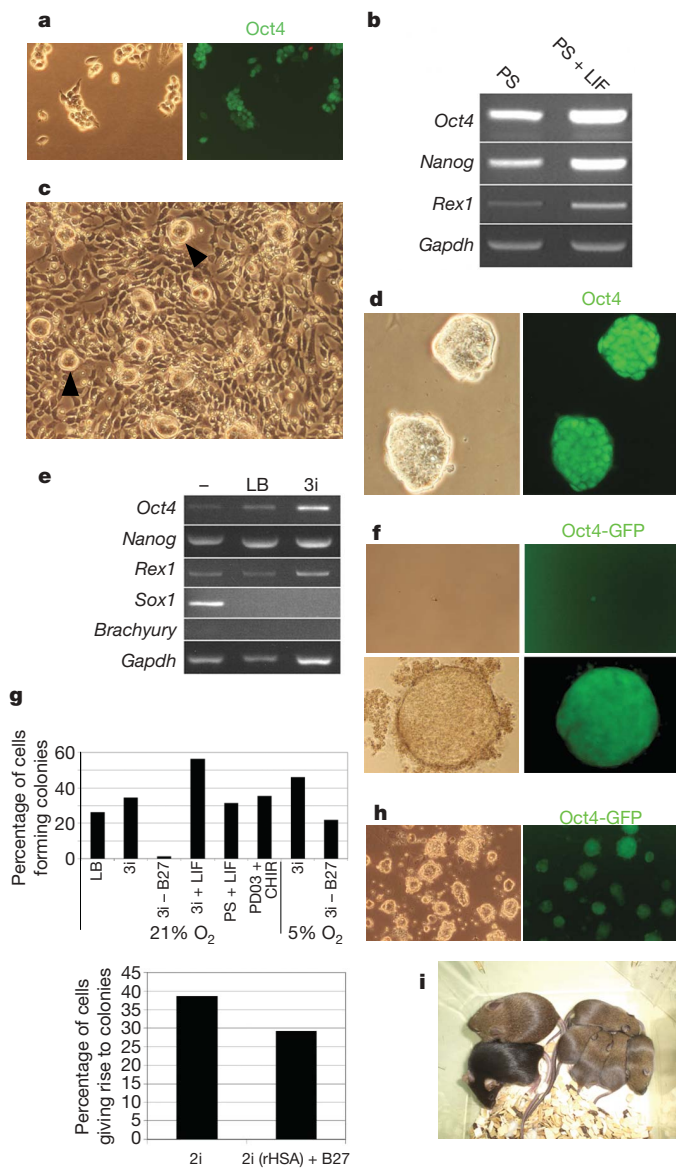 a
Oct4
b
PS
PS + LIF
Oct4
Nanog
Rex1
Gapdh
c
d
Oct4
e
– LB 3i
Oct4
Nanog
Rex1
Sox1
Brachyury
Gapdh
f
Oct4-GFP
g
Percentage of cells
forming colonies
60
40
20
0
LB
3i
3i – B27
3i + LIF
PS + LIF
PD03 +
CHIR
3i
3i – B27
21% O2
5% O2
h
Oct4-GFP
Percentage of cells
giving rise to colonies
45
40
35
30
25
20
15
10
5
0
2i
2i (rHSA) + B27
i